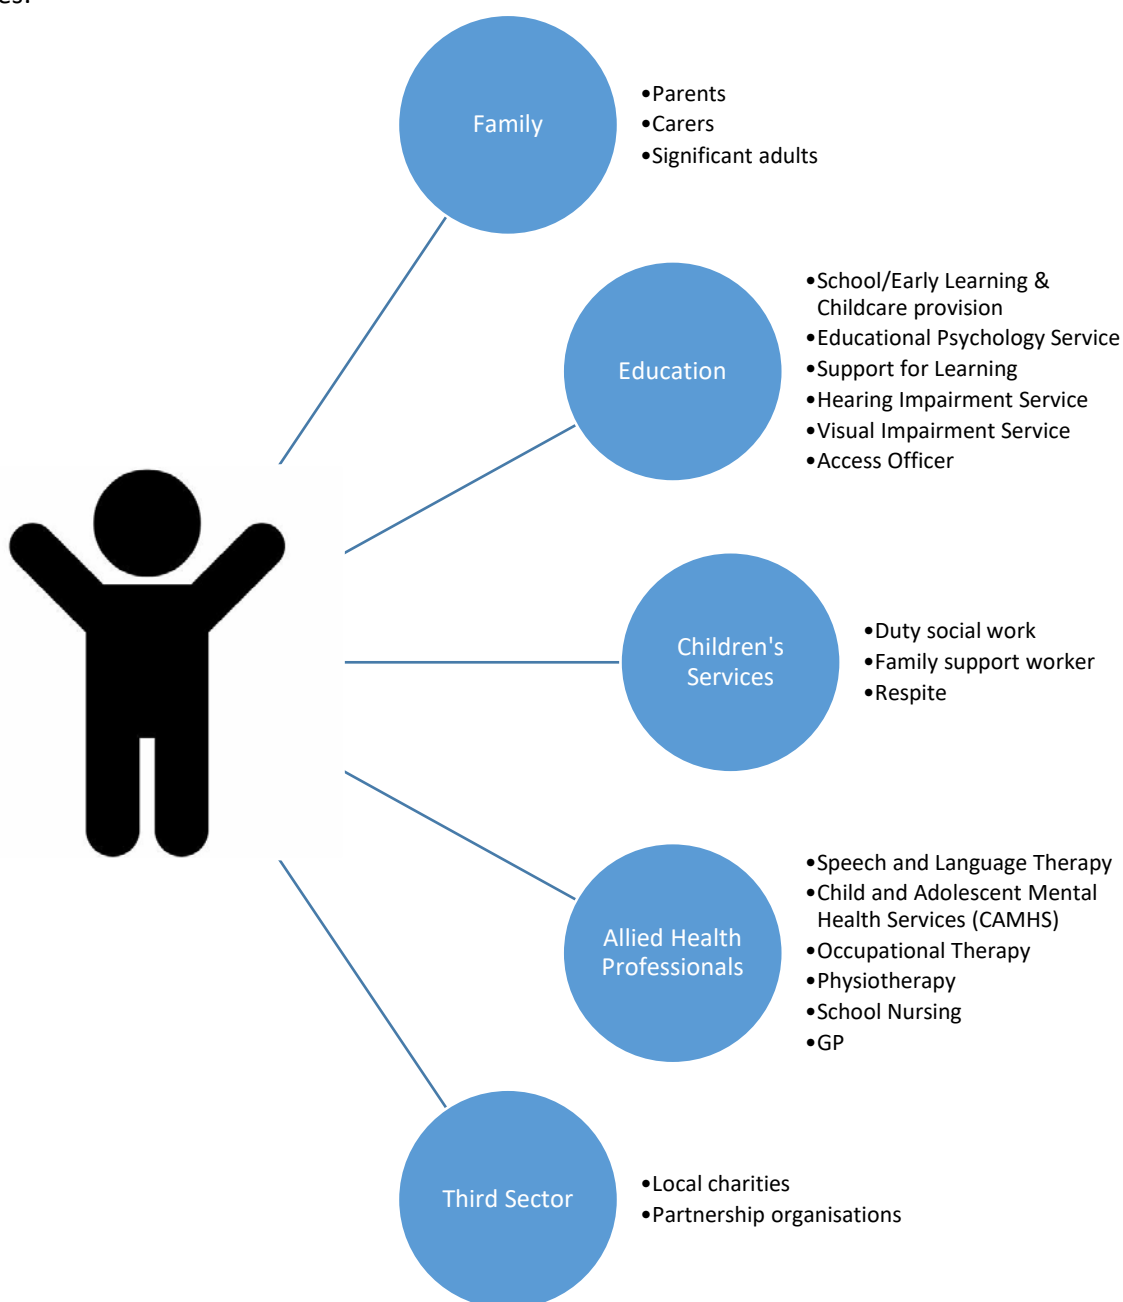 es.
Family
•Parents
•Carers
•Significant adults
Education
•School/Early Learning &
Childcare provision
•Educational Psychology Service
•Support for Learning
•Hearing Impairment Service
•Visual Impairment Service
•Access Officer
Children's
Services
•Duty social work
•Family support worker
•Respite
Allied Health
Professionals
•Speech and Language Therapy
•Child and Adolescent Mental
Health Services (CAMHS)
•Occupational Therapy
•Physiotherapy
•School Nursing
•GP
Third Sector
•Local charities
•Partnership organisations